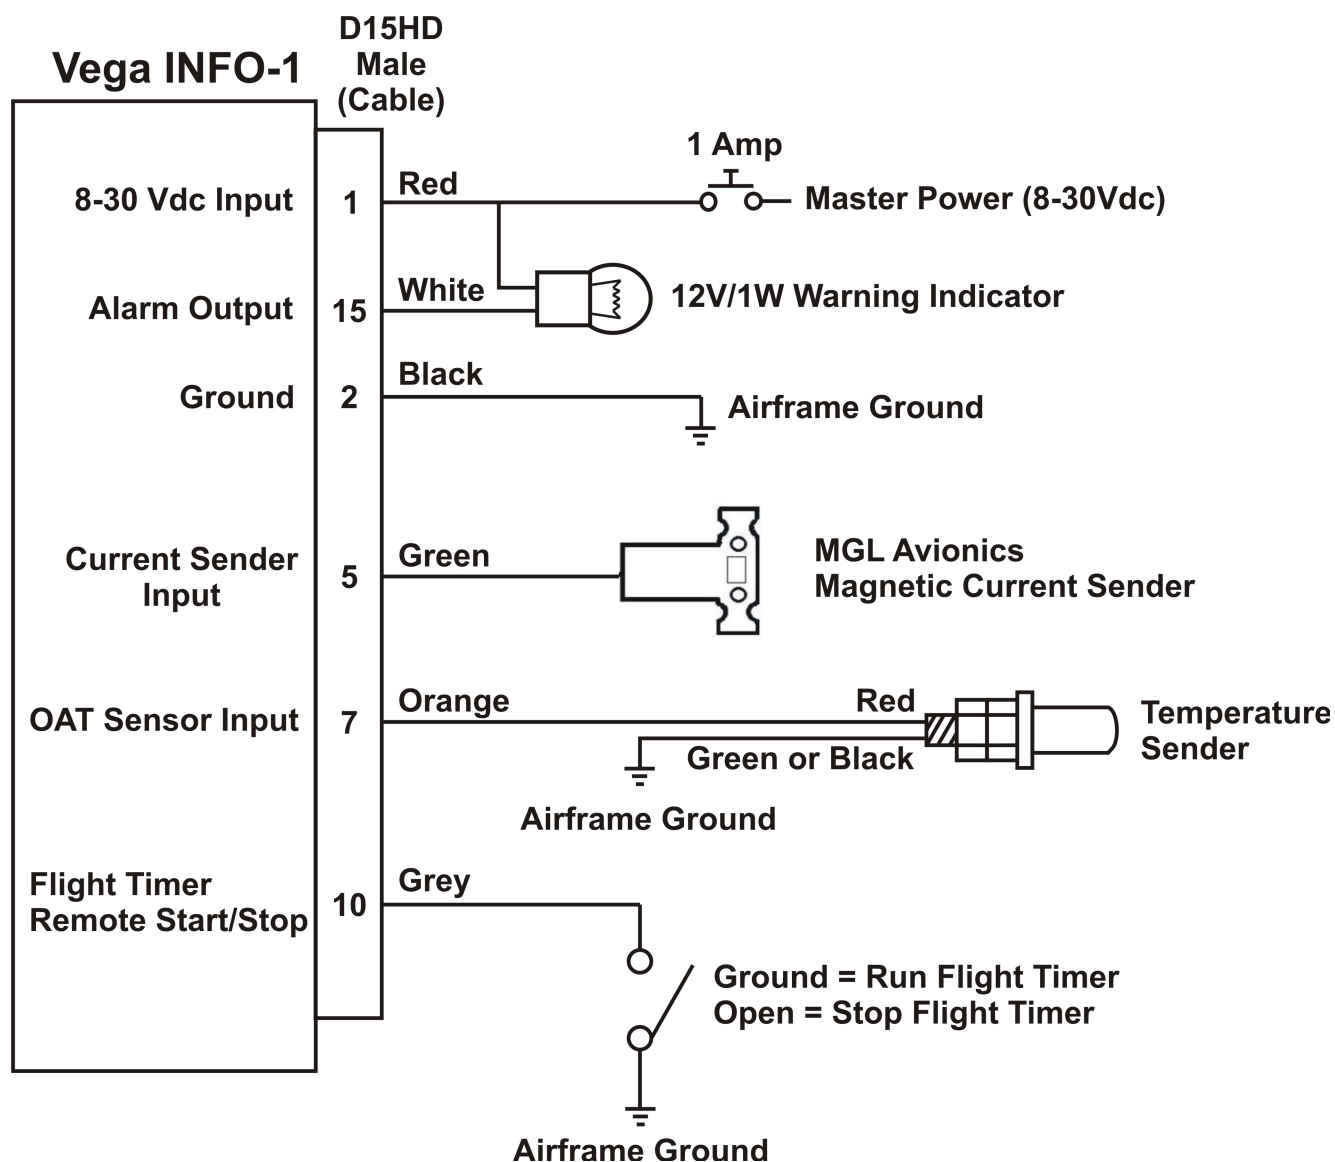 Vega INFO-1
D15HD
Male
(Cable)
8-30 Vdc Input
1
Red
1 Amp
Master Power (8-30Vdc)
Alarm Output
15
White
12V/1W Warning Indicator
Ground
2
Black
Airframe Ground
Current Sender
Input
5
Green
MGL Avionics
Magnetic Current Sender
OAT Sensor Input
7
Orange
Red
Green or Black
Temperature
Sender
Airframe Ground
Flight Timer
Remote Start/Stop
10
Grey
Ground = Run Flight Timer
Open = Stop Flight Timer
Airframe Ground